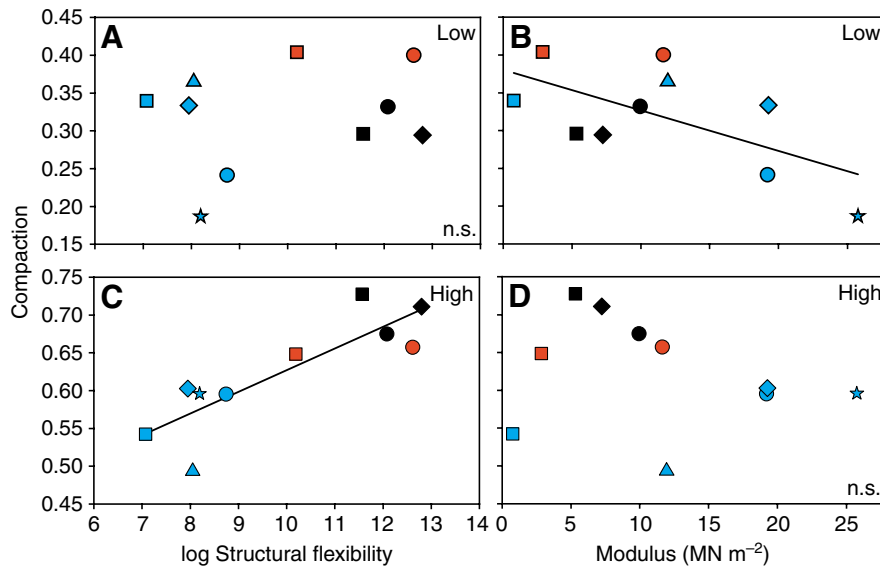 0.45
A
Low
B
Low
0.40
0.35
0.30
0.25
0.20
n.s.
0.15
Compaction
0.75
C
High
D
High
0.70
0.65
0.60
0.55
0.50
n.s.
0.45
6 7 8 9 10 11 12 13 14
0 5 10 15 20 25
log Structural flexibility
Modulus (MN m⁻²)